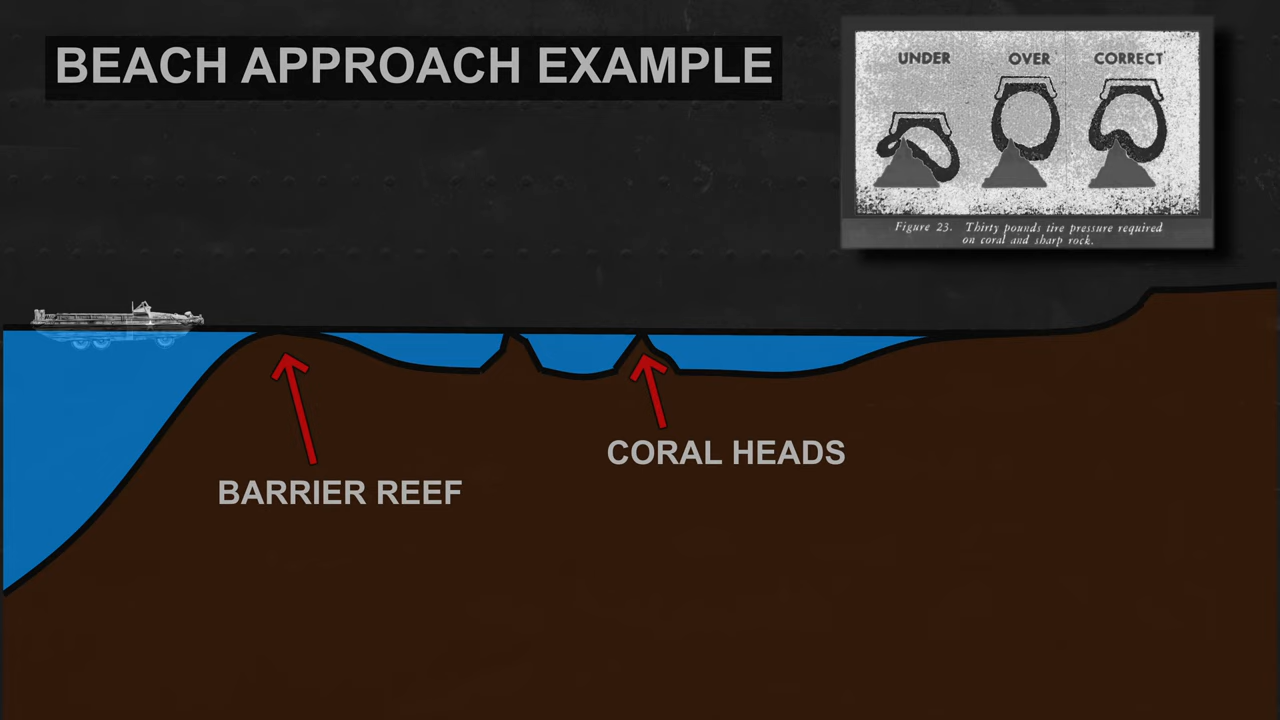 BEACH APPROACH EXAMPLE
UNDER OVER CORRECT
Figure 23. Thirty pounds tire pressure required
on coral and sharp rock.
CORAL HEADS
BARRIER REEF